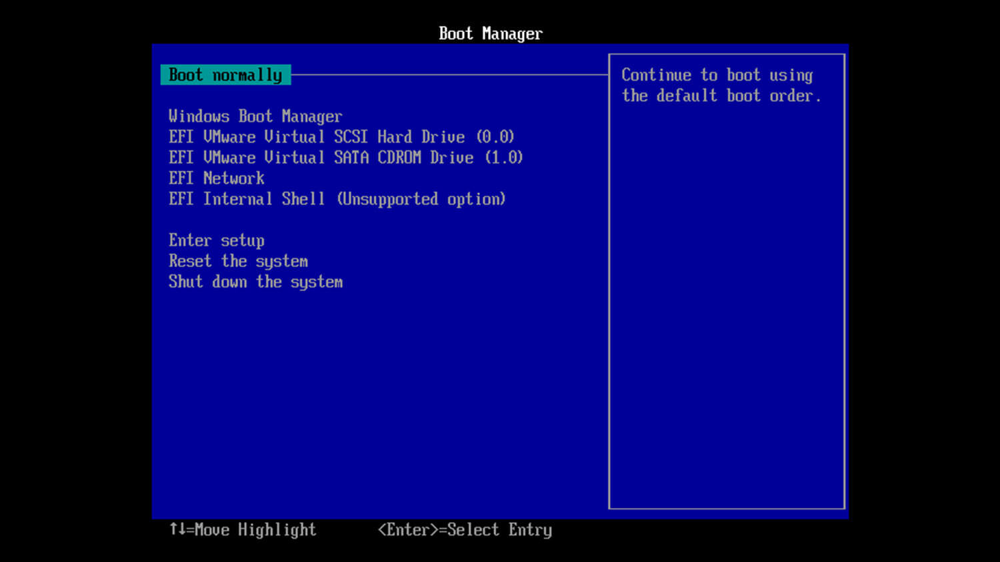 Boot Manager
Boot normally
Continue to boot using
the default boot order.
Windows Boot Manager
EFI VMware Virtual SCSI Hard Drive (0.0)
EFI VMware Virtual SATA CDROM Drive (1.0)
EFI Network
EFI Internal Shell (Unsupported option)
Enter setup
Reset the system
Shut down the system
↑↓=Move Highlight <Enter>=Select Entry